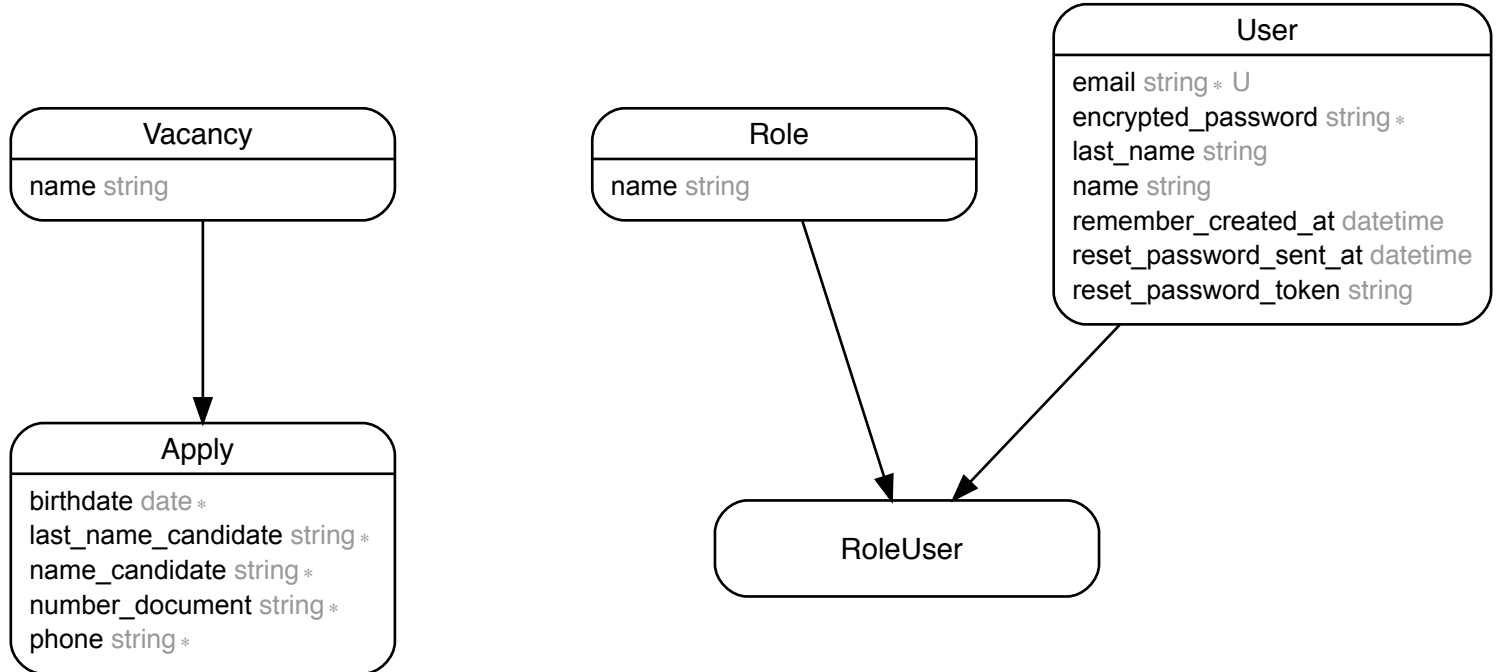 Vacancy
name string
Apply
birthdate date *
last_name_candidate string *
name_candidate string *
number_document string *
phone string *
Role
name string
User
email string * U
encrypted_password string *
last_name string
name string
remember_created_at datetime
reset_password_sent_at datetime
reset_password_token string
RoleUser